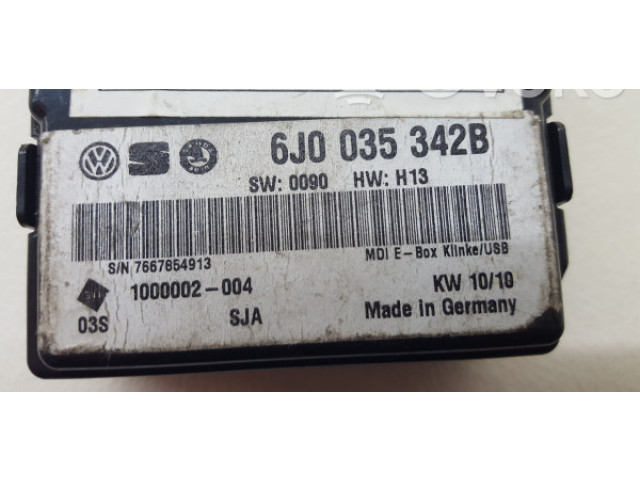 6J0 035 342B
SW: 0090 HW: H13
S/N 7667854913
MDI E-Box Klinke/USB
1000002-004
KW 10/10
03S
SJA
Made in Germany